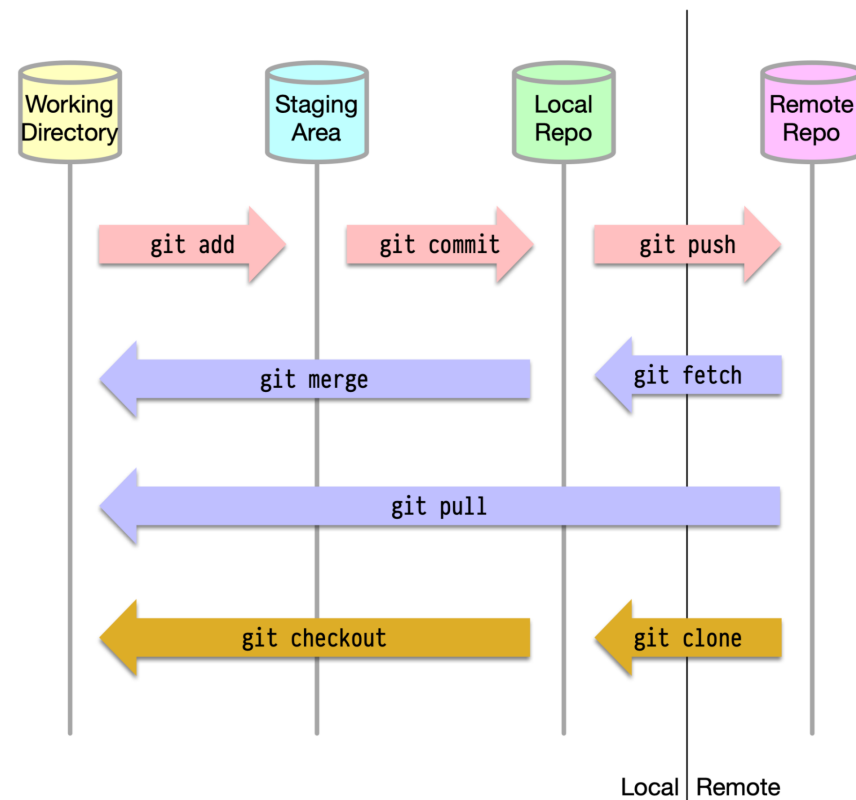 Working
Directory
Staging
Area
Local
Repo
Remote
Repo
git add
git commit
git push
git merge
git fetch
git pull
git checkout
git clone
Local
Remote